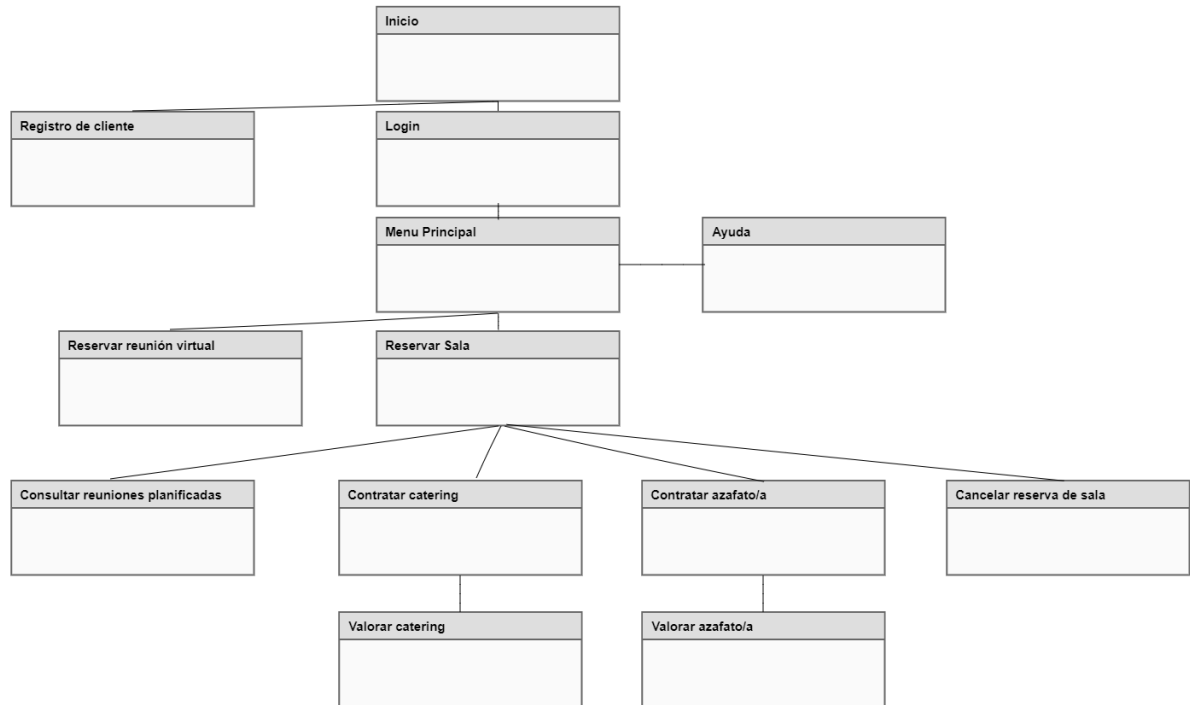 Inicio
Registro de cliente
Login
Menu Principal
Ayuda
Reservar reunión virtual
Reservar Sala
Consultar reuniones planificadas
Contratar catering
Contratar azafato/a
Cancelar reserva de sala
Valorar catering
Valorar azafato/a